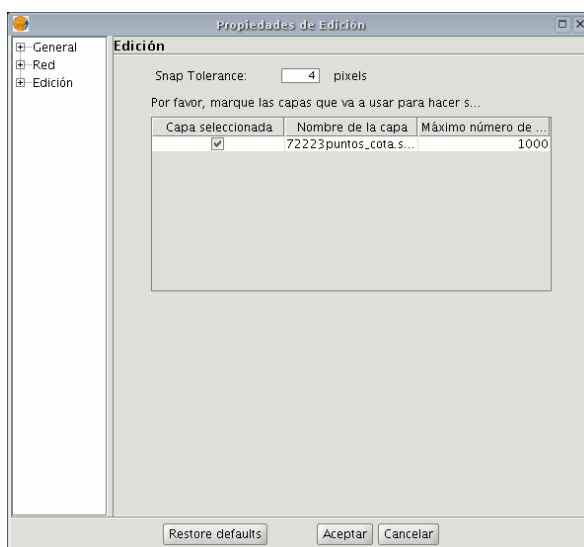 Propiedades de Edición
General
Red
Edición
Edición
Snap Tolerance: 4 pixels
Por favor, marque las capas que va a usar para hacer s...
Capa seleccionada Nombre de la capa Máximo número de ...
72223puntos_cota.s... 1000
Restore defaults Aceptar Cancelar